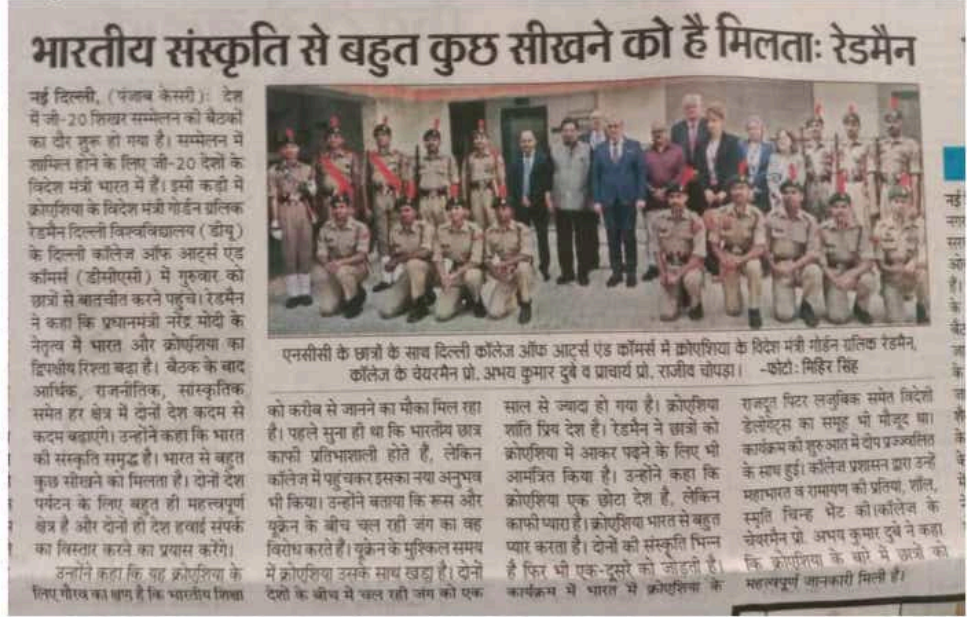 भारतीय संस्कृति से बहुत कुछ सीखने को है मिलताः रेडमैन
नई दिल्ली, (पंजाब केसरी): देश
में जी-20 शिखर सम्मेलन की बैठकों
का दौर शुरू हो गया है। सम्मेलन में
शामिल होने के लिए जी-20 देशों के
विदेश मंत्री भारत में हैं। इसी कड़ी में
क्रोएशिया के विदेश मंत्री गोर्डन ग्रलिक
रेडमैन दिल्ली विश्वविद्यालय (डीयू)
के दिल्ली कॉलेज ऑफ आर्ट्स एंड
कॉमर्स (डीसीएसी) में गुरुवार को
छात्रों से बातचीत करने पहुंचे। रेडमैन
ने कहा कि प्रधानमंत्री नरेंद्र मोदी के
नेतृत्व में भारत और क्रोएशिया का
द्विपक्षीय रिश्ता बढ़ा है। बैठक के बाद
आर्थिक, राजनीतिक, सांस्कृतिक
समेत हर क्षेत्र में दोनों देश कदम से
कदम बढ़ाएंगे। उन्होंने कहा कि भारत
की संस्कृति समृद्ध है। भारत से बहुत
कुछ सीखने को मिलता है। दोनों देश
पर्यटन के लिए बहुत ही महत्त्वपूर्ण
क्षेत्र है और दोनों ही देश हवाई संपर्क
का विस्तार करने का प्रयास करेंगे।
उन्होंने कहा कि यह क्रोएशिया के
लिए गौरव का क्षण है कि भारतीय शिक्षा
एनसीसी के छात्रों के साथ दिल्ली कॉलेज ऑफ आर्ट्स एंड कॉमर्स में क्रोएशिया के विदेश मंत्री गोर्डन ग्रलिक रेडमैन,
कॉलेज के चेयरमैन प्रो. अभय कुमार दुबे व प्राचार्य प्रो. राजीव चोपड़ा। -फोटो: मिहिर सिंह
को करीब से जानने का मौका मिल रहा
है। पहले सुना ही था कि भारतीय छात्र
काफी प्रतिभाशाली होते हैं, लेकिन
कॉलेज में पहुंचकर इसका नया अनुभव
भी किया। उन्होंने बताया कि रूस और
यूक्रेन के बीच चल रही जंग का वह
विरोध करते हैं। यूक्रेन के मुश्किल समय
में क्रोएशिया उसके साथ खड़ा है। दोनों
देशों के बीच में चल रही जंग को एक
साल से ज्यादा हो गया है। क्रोएशिया
शांति प्रिय देश है। रेडमैन ने छात्रों को
क्रोएशिया में आकर पढ़ने के लिए भी
आमंत्रित किया है। उन्होंने कहा कि
क्रोएशिया एक छोटा देश है, लेकिन
काफी प्यारा है। क्रोएशिया भारत से बहुत
प्यार करता है। दोनों की संस्कृति भिन्न
है फिर भी एक-दूसरे को जोड़ती है।
कार्यक्रम में भारत में क्रोएशिया के
राजदूत पिटर लजुबिक समेत विदेशी
डेलीगेट्स का समूह भी मौजूद था।
कार्यक्रम की शुरुआत में दीप प्रज्ज्वलित
के साथ हुई। कॉलेज प्रशासन द्वारा उन्हें
महाभारत व रामायण की प्रतियां, शॉल,
स्मृति चिन्ह भेंट की। कॉलेज के
चेयरमैन प्रो. अभय कुमार दुबे ने कहा
कि क्रोएशिया के बारे में छात्रों को
महत्वपूर्ण जानकारी मिली है।